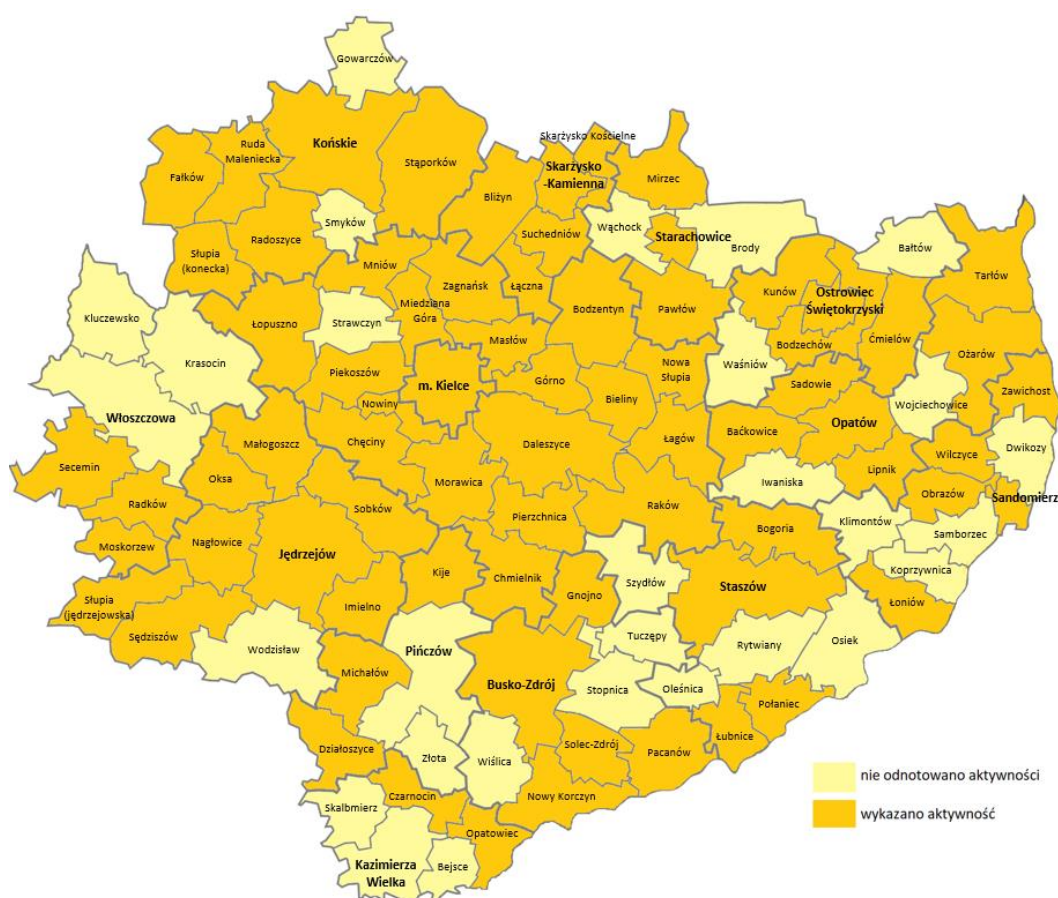 Gowarczów
Końskie
Ruda
Maleniecka
Fałków
Stąporków
Skarżysko Kościelne
Skarżysko
-Kamienna
Mirzec
Bliżyn
Smyków
Radoszyce
Słupia
(konecka)
Suchedniów
Wąchock
Starachowice
Brody
Bałtów
Tarłów
Mniów
Zagnańsk
Łączna
Miedziana
Góra
Bodzentyn
Pawłów
Kunów
Ostrowiec
Świętokrzyski
Bodzechów
Ćmielów
Ożarów
Kluczewsko
Krasocin
Łopuszno
Strawczyn
Masłów
Nowa
Słupia
Waśniów
Sadowie
Wojciechowice
Zawichost
Piekoszów
m. Kielce
Górno
Bieliny
Nowiny
Włoszczowa
Małogoszcz
Chęciny
Daleszyce
Łagów
Baćkowice
Opatów
Dwikozy
Wilczyce
Lipnik
Secemin
Oksa
Radków
Morawica
Iwaniska
Obrazów
Sandomierz
Sobków
Pierzchnica
Raków
Bogoria
Klimontów
Samborzec
Moskorzew
Nagłowice
Jędrzejów
Kije
Chmielnik
Gnojno
Szydłów
Staszów
Koprzywnica
Łoniów
Słupia
(jędrzejowska)
Sędziszów
Imielno
Wodzisław
Pińczów
Tuczępy
Rytwiany
Osiek
Michałów
Busko-Zdrój
Stopnica
Oleśnica
Połaniec
Działoszyce
Złota
Wiślica
Solec-Zdrój
Pacanów
Łubnice
Skalbmierz
Czarnocin
Nowy Korczyn
Opatowiec
Kazimierza
Wielka
Bejsce
nie odnotowano aktywności
wykazano aktywność